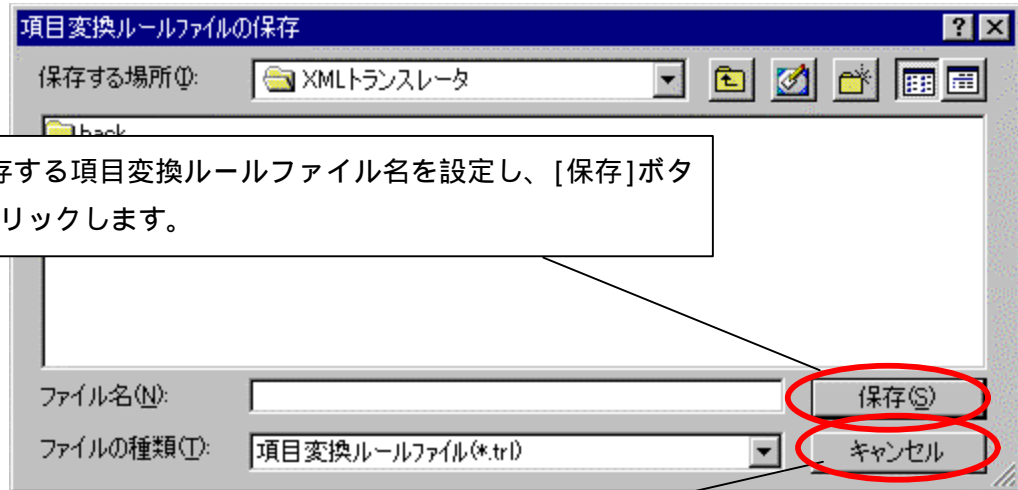 項目変換ルールファイルの保存
保存する場所(I):
XMLトランスレータ
back
存する項目変換ルールファイル名を設定し、[保存]ボタ
リックします。
ファイル名(N):
保存(S)
ファイルの種類(T):
項目変換ルールファイル(*.trl)
キャンセル